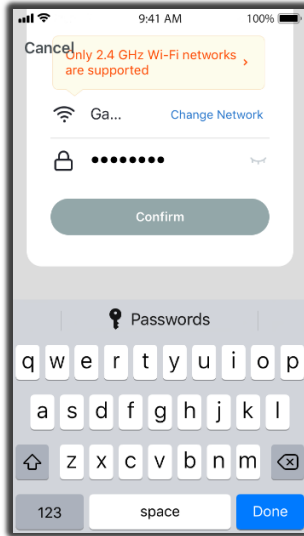 9:41 AM 100%
Cancel
Only 2.4 GHz Wi-Fi networks
are supported
Ga... Change Network
Confirm
Passwords
q w e r t y u i o p
a s d f g h j k l
z x c v b n m
123 space Done